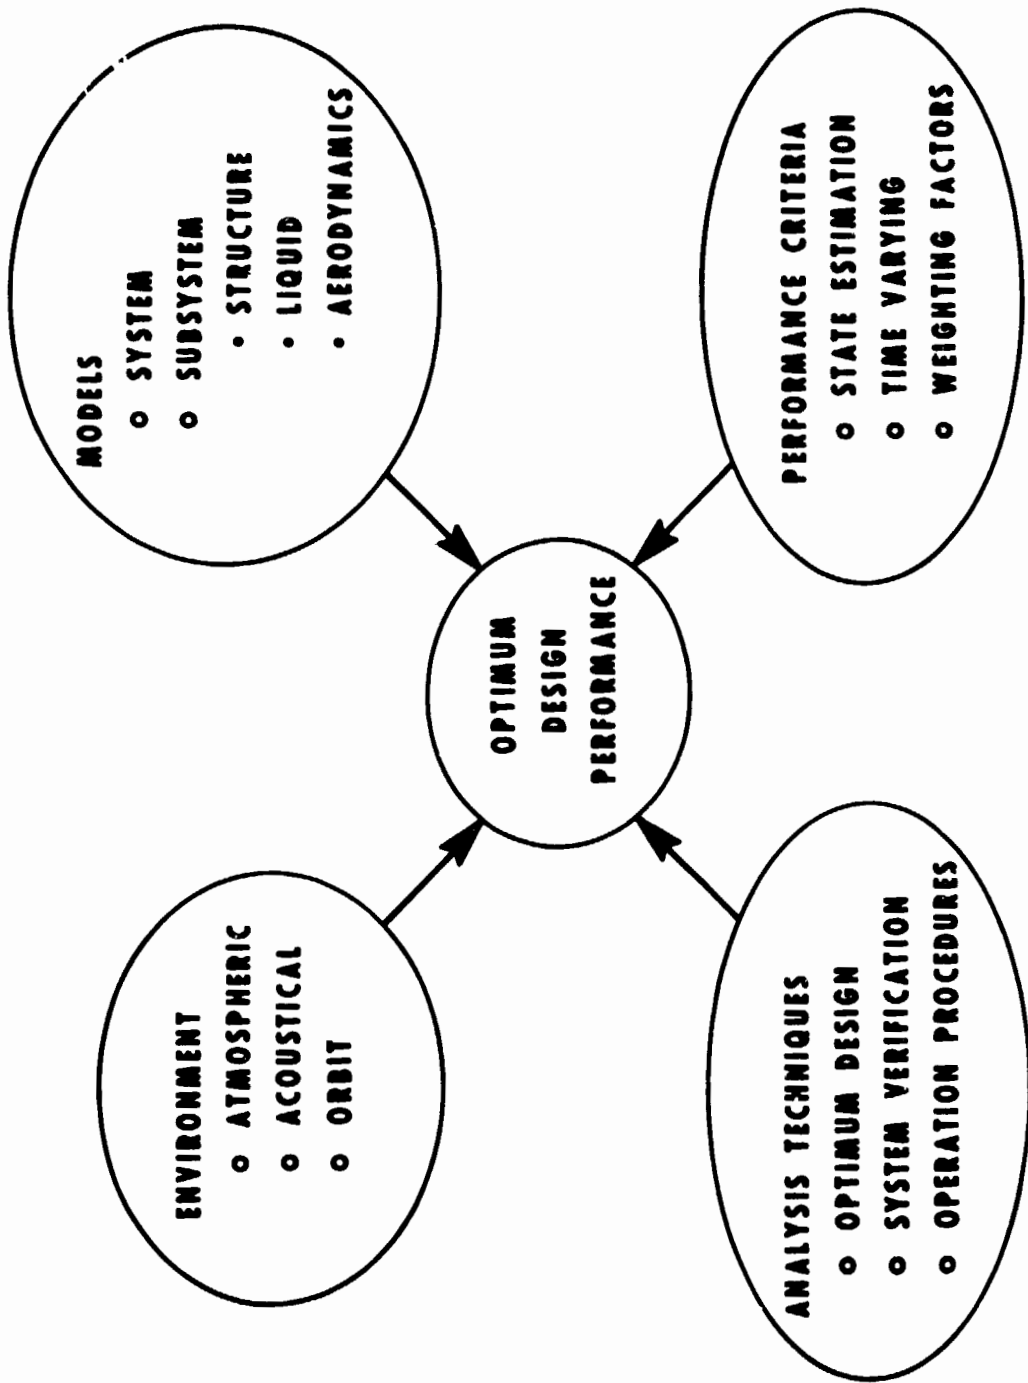 ENVIRONMENT
o ATMOSPHERIC
o ACOUSTICAL
o ORBIT
MODELS
o SYSTEM
o SUBSYSTEM
• STRUCTURE
• LIQUID
• AERODYNAMICS
OPTIMUM
DESIGN
PERFORMANCE
ANALYSIS TECHNIQUES
o OPTIMUM DESIGN
o SYSTEM VERIFICATION
o OPERATION PROCEDURES
PERFORMANCE CRITERIA
o STATE ESTIMATION
o TIME VARYING
o WEIGHTING FACTORS